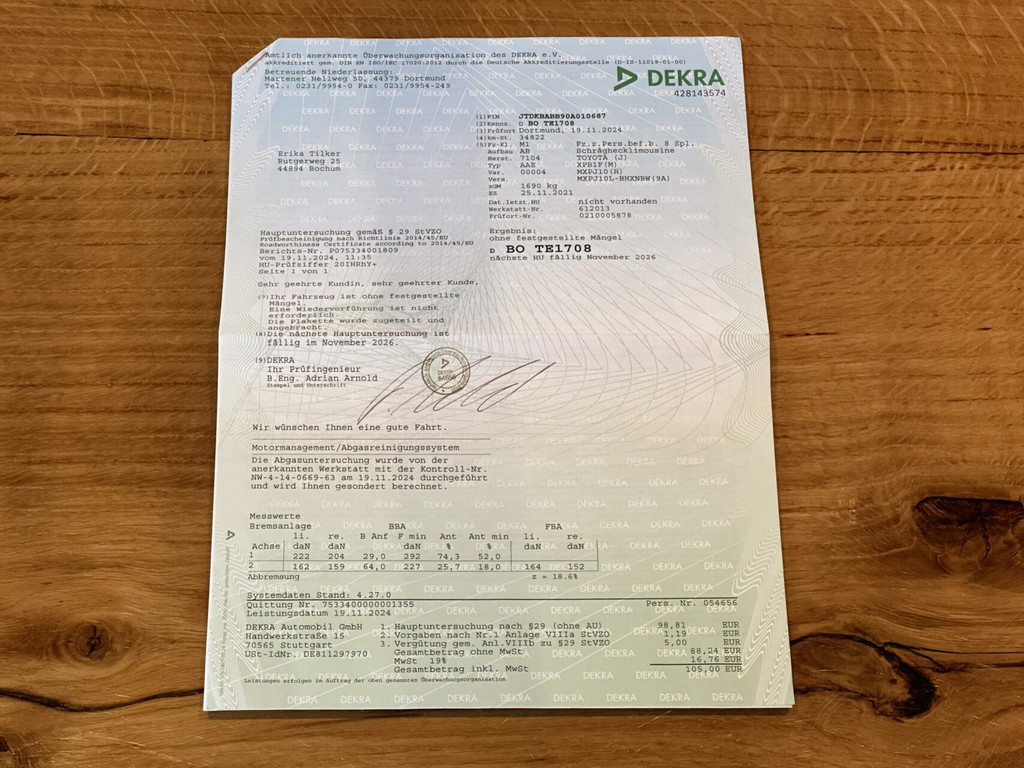 Amtlich anerkannte Überwachungsorganisation des DEKRA e.V.
akkreditiert gem. DIN EN ISO/IEC 17020:2012 durch die Deutsche Akkreditierungsstelle (D-IS-11019-01-00)
Betreuende Niederlassung:
Martener Hellweg 50, 44379 Dortmund
Tel.: 0231/9954-0 Fax: 0231/9954-249
DEKRA
428143574
(1) FIN JTDKBABB90A010687
(2) Kennz. D BO TE1708
(3) Prüfort Dortmund, 19.11.2024
(4) km-St. 34822
(5) Fz-Kl. M1 Fz.z.Pers.bef.b. 8 Spl.
Aufbau AB Schräghecklimousine
Herst. 7104 TOYOTA (J)
Typ AAE XPB1F(M)
Var. 00004 MXPJ10(H)
Vers. MXPJ10L-BHXNBW(9A)
zGM 1690 kg
EZ 25.11.2021
Dat.letzt.HU nicht vorhanden
Werkstatt-Nr. 612013
Prüfort-Nr. 0210005878
Erika Tilker
Rutgerweg 25
44894 Bochum
Hauptuntersuchung gemäß § 29 StVZO
Prüfbescheinigung nach Richtlinie 2014/45/EU
Roadworthiness Certificate according to 2014/45/EU
Berichts-Nr. P075334001809
vom 19.11.2024, 11:35
HU-Prüfziffer 20IHRhY+
Seite 1 von 1
Ergebnis:
ohne festgestellte Mängel
D BO TE1708
nächste HU fällig November 2026
Sehr geehrte Kundin, sehr geehrter Kunde,
(7) Ihr Fahrzeug ist ohne festgestellte
Mängel.
Eine Wiedervorführung ist nicht
erforderlich.
Die Plakette wurde zugeteilt und
angebracht.
(8) Die nächste Hauptuntersuchung ist
fällig im November 2026.
(9) DEKRA
Ihr Prüfingenieur
B.Eng. Adrian Arnold
Stempel und Unterschrift
Wir wünschen Ihnen eine gute Fahrt.
Motormanagement/Abgasreinigungssystem
Die Abgasuntersuchung wurde von der
anerkannten Werkstatt mit der Kontroll-Nr.
NW-4-14-0669-63 am 19.11.2024 durchgeführt
und wird Ihnen gesondert berechnet.
Messwerte
Bremsanlage BBA FBA
li. re. B Anf F min Ant Ant min li. re.
Achse daN daN daN % % daN daN
1 222 204 29,0 292 74,3 52,0
2 162 159 64,0 227 25,7 18,0 164 152
Abbremsung z = 18.6%
Systemdaten Stand: 4.27.0
Quittung Nr. 7533400000001355 Pers. Nr. 054656
Leistungsdatum 19.11.2024
DEKRA Automobil GmbH 1. Hauptuntersuchung nach §29 (ohne AU) 98,81 EUR
Handwerkstraße 15 2. Vorgaben nach Nr.1 Anlage VIIIa StVZO 1,19 EUR
70565 Stuttgart 3. Vergütung gem. Anl.VIIIb zu §29 StVZO 5,00 EUR
USt-IdNr. DE811297970 Gesamtbetrag ohne MwSt 88,24 EUR
MwSt 19% 16,76 EUR
Gesamtbetrag inkl. MwSt 105,00 EUR
Leistungen erfolgen im Auftrag der oben genannten Überwachungsorganisation